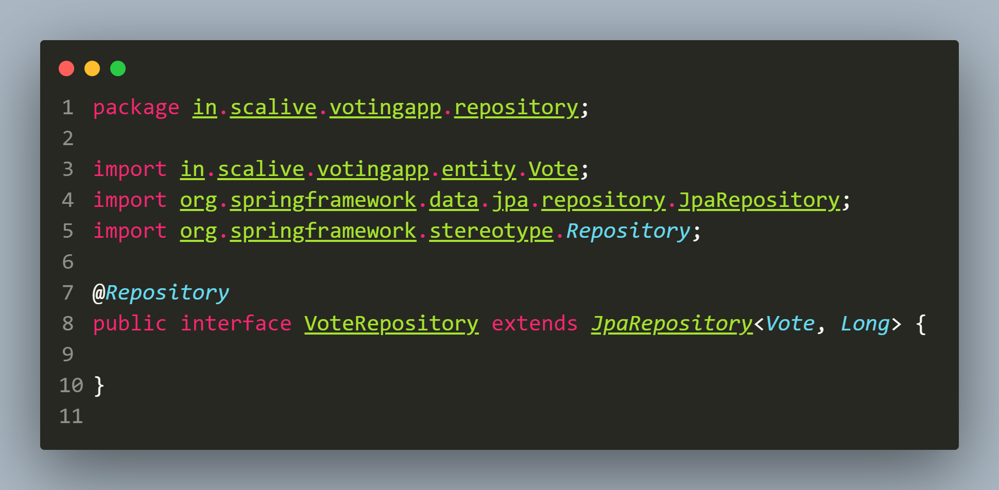 1 package in.scalive.votingapp.repository;
2
3 import in.scalive.votingapp.entity.Vote;
4 import org.springframework.data.jpa.repository.JpaRepository;
5 import org.springframework.stereotype.Repository;
6
7 @Repository
8 public interface VoteRepository extends JpaRepository<Vote, Long> {
9
10 }
11